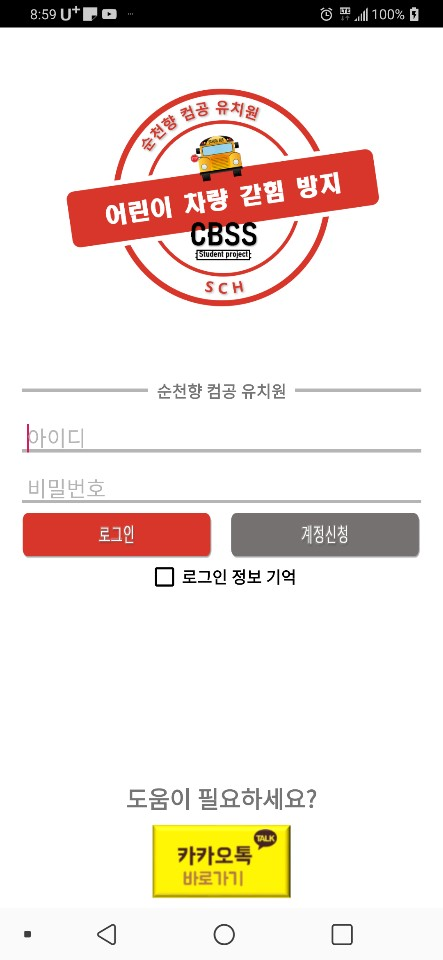 8:59 U+ ... LTE 100%
순천향 컴공 유치원
어린이 차량 갇힘 방지
CBSS
Student project
SCH
순천향 컴공 유치원
아이디
비밀번호
로그인 계정신청
로그인 정보 기억
도움이 필요하세요?
TALK
카카오톡
바로가기